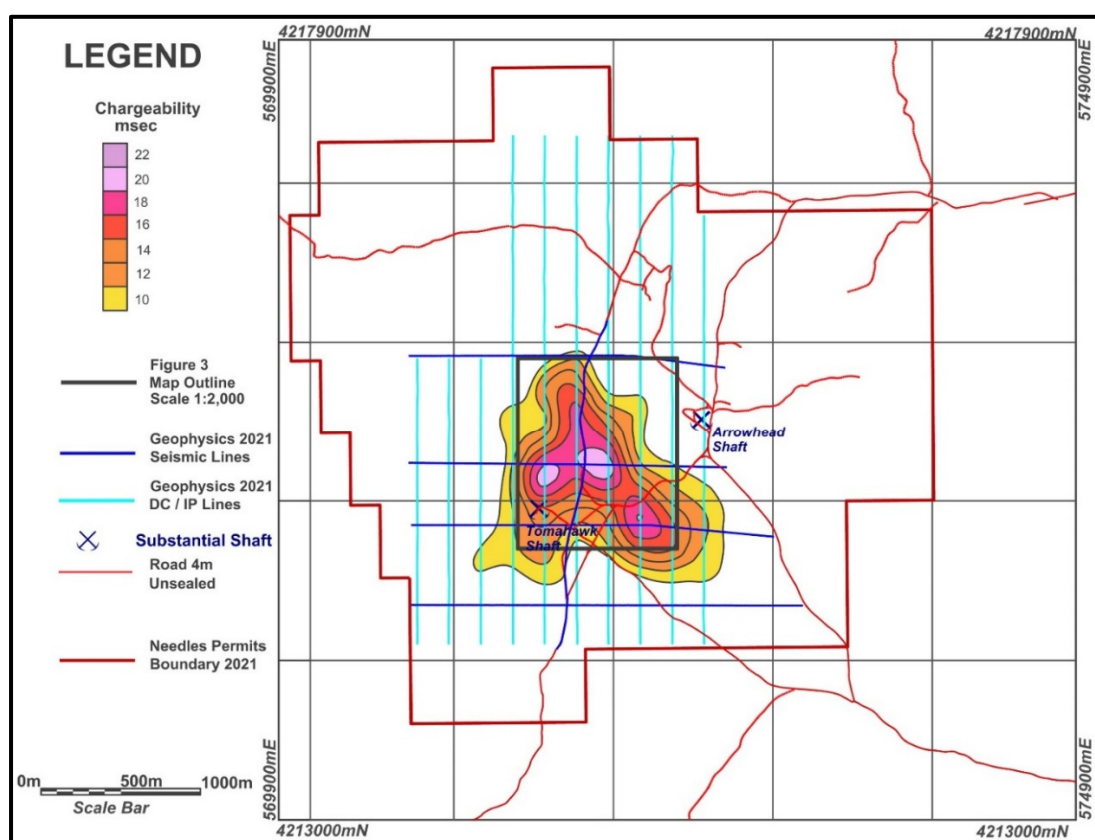 LEGEND
Chargeability
msec
22
20
18
16
14
12
10
Figure 3
Map Outline
Scale 1:2,000
Geophysics 2021
Seismic Lines
Geophysics 2021
DC / IP Lines
Substantial Shaft
Road 4m
Unsealed
Needles Permits
Boundary 2021
0m 500m 1000m
Scale Bar
4217900mN
4217900mN
569900mE
574900mE
Arrowhead
Shaft
Tomahawk
Shaft
569900mE
574900mE
4213000mN
4213000mN